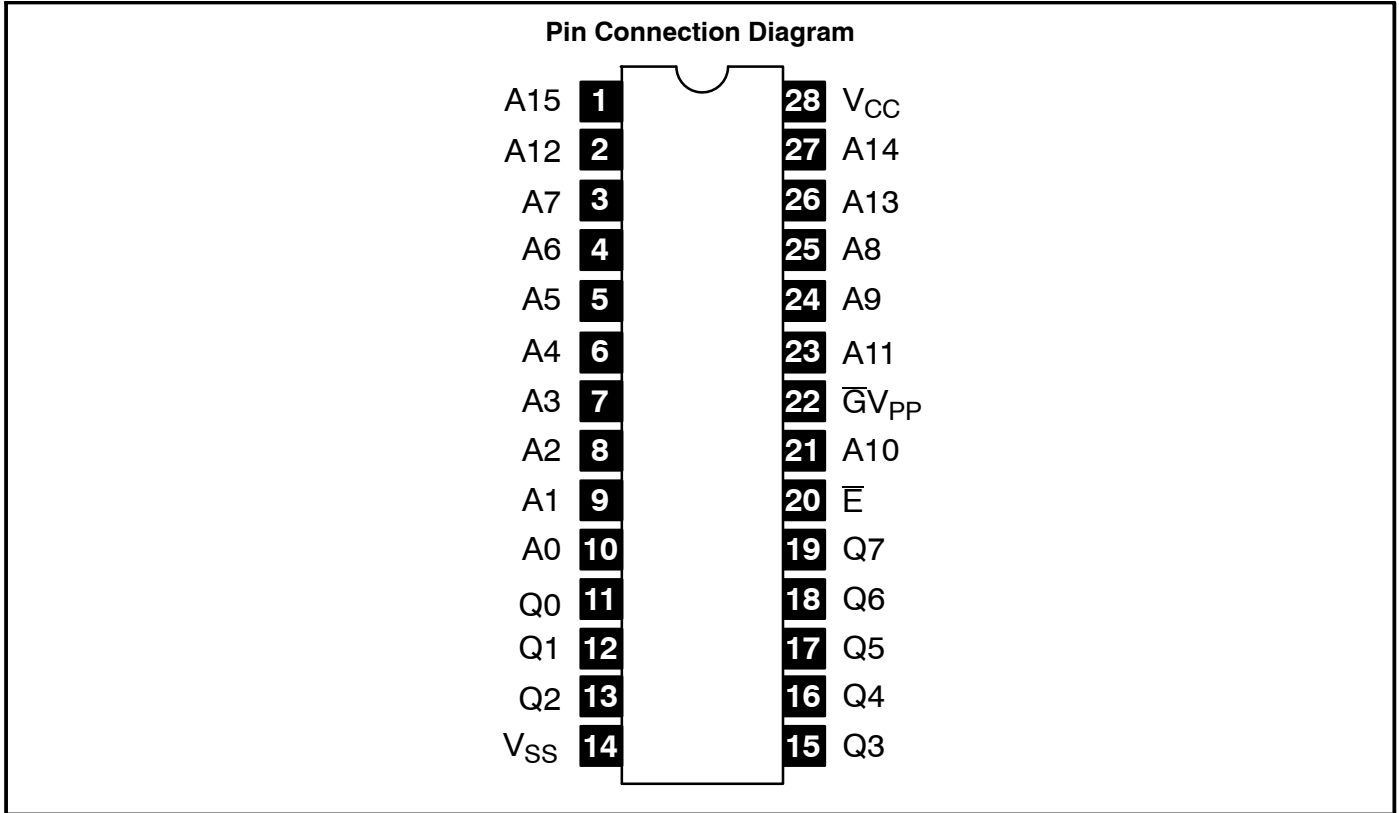 Pin Connection Diagram
A15 1 28 VCC
A12 2 27 A14
A7 3 26 A13
A6 4 25 A8
A5 5 24 A9
A4 6 23 A11
A3 7 22 G̅VPP
A2 8 21 A10
A1 9 20 E̅
A0 10 19 Q7
Q0 11 18 Q6
Q1 12 17 Q5
Q2 13 16 Q4
VSS 14 15 Q3